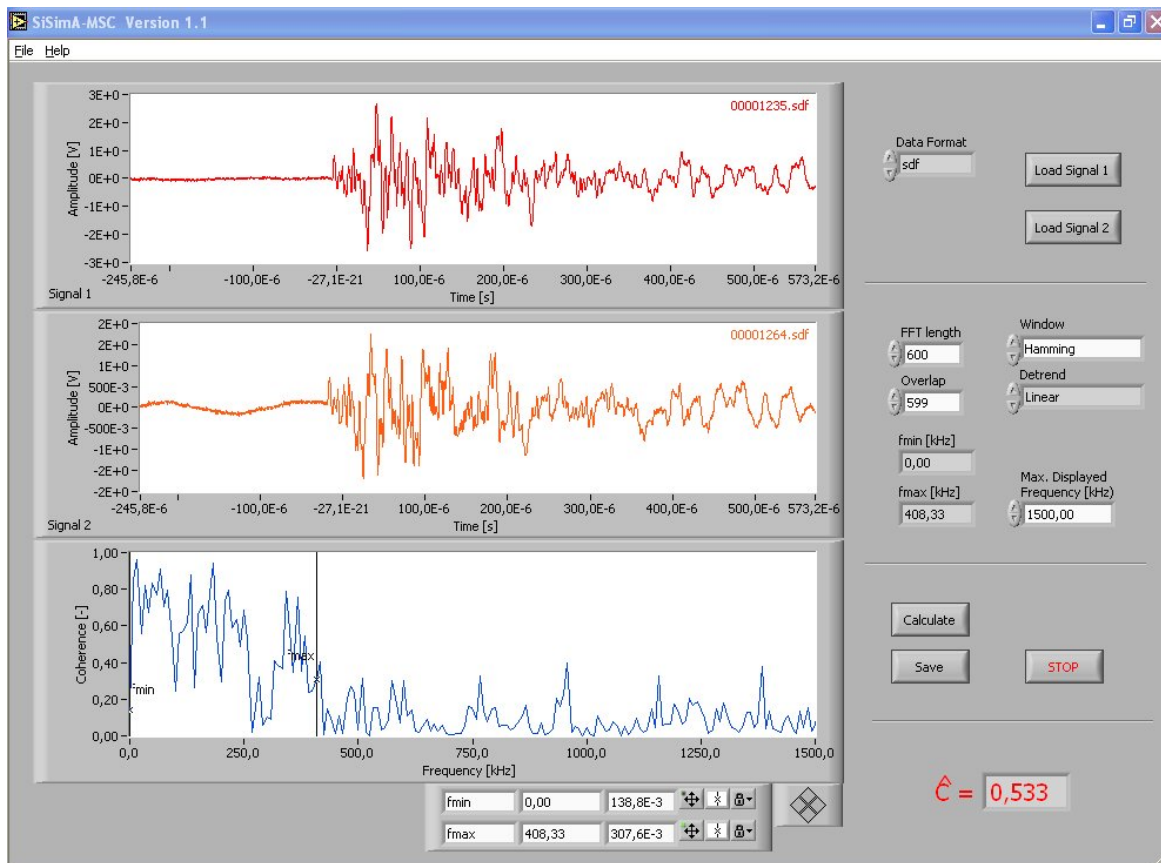 SiSimA-MSC Version 1.1
File Help
3E+0
2E+0
1E+0
0E+0
-1E+0
-2E+0
-3E+0
Amplitude [V]
00001235.sdf
-245,8E-6 -100,0E-6 -27,1E-21 100,0E-6 200,0E-6 300,0E-6 400,0E-6 500,0E-6 573,2E-6
Time [s]
Signal 1
2E+0
2E+0
1E+0
500E-3
0E+0
-500E-3
-1E+0
-2E+0
-2E+0
Amplitude [V]
00001264.sdf
-245,8E-6 -100,0E-6 -27,1E-21 100,0E-6 200,0E-6 300,0E-6 400,0E-6 500,0E-6 573,2E-6
Time [s]
Signal 2
1,00
0,80
0,60
0,40
0,20
0,00
Coherence [-]
fmin
fmax
0,0 250,0 500,0 750,0 1000,0 1250,0 1500,0
Frequency [kHz]
fmin 0,00 138,8E-3
fmax 408,33 307,6E-3
Data Format
sdf
Load Signal 1
Load Signal 2
FFT length
600
Window
Hamming
Overlap
599
Detrend
Linear
fmin [kHz]
0,00
fmax [kHz]
408,33
Max. Displayed
Frequency (kHz)
1500,00
Calculate
Save
STOP
Ĉ = 0,533